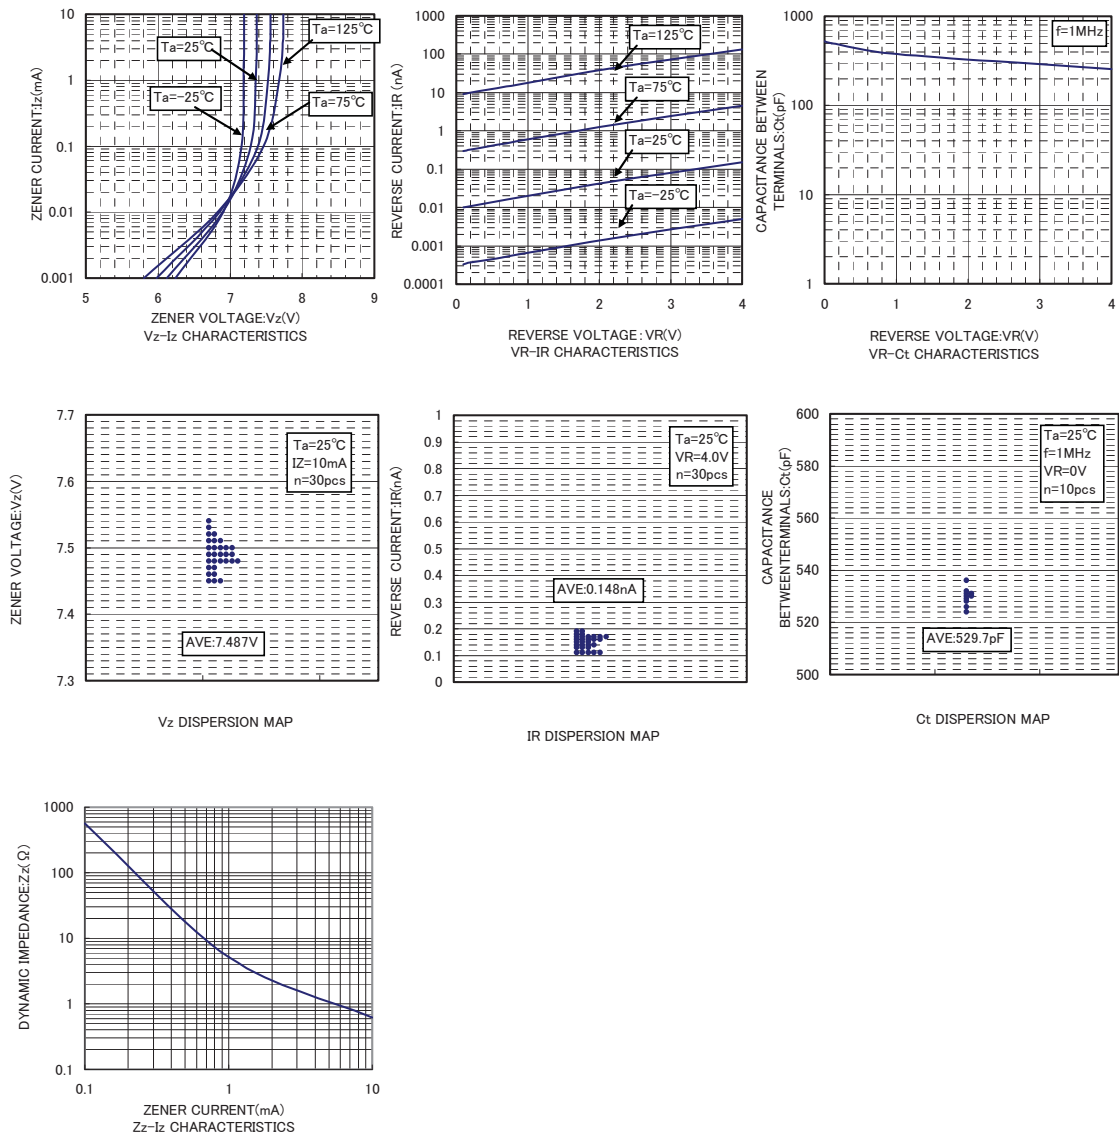 ZENER CURRENT:Iz(mA)
10
1
0.1
0.01
0.001
Ta=25℃
Ta=125℃
Ta=−25℃
Ta=75℃
5
6
7
8
9
ZENER VOLTAGE:Vz(V)
Vz−Iz CHARACTERISTICS
REVERSE CURRENT:IR (nA)
1000
100
10
1
0.1
0.01
0.001
0.0001
Ta=125℃
Ta=75℃
Ta=25℃
Ta=−25℃
0
1
2
3
4
REVERSE VOLTAGE:VR(V)
VR−IR CHARACTERISTICS
CAPACITANCE BETWEEN
TERMINALS:Ct(pF)
1000
100
10
1
f=1MHz
0
1
2
3
4
REVERSE VOLTAGE:VR(V)
VR−Ct CHARACTERISTICS
ZENER VOLTAGE:Vz(V)
7.7
7.6
7.5
7.4
7.3
Ta=25℃
IZ=10mA
n=30pcs
AVE:7.487V
Vz DISPERSION MAP
REVERSE CURRENT:IR(nA)
1
0.9
0.8
0.7
0.6
0.5
0.4
0.3
0.2
0.1
0
Ta=25℃
VR=4.0V
n=30pcs
AVE:0.148nA
IR DISPERSION MAP
CAPACITANCE
BETWEENTERMINALS:Ct(pF)
600
580
560
540
520
500
Ta=25℃
f=1MHz
VR=0V
n=10pcs
AVE:529.7pF
Ct DISPERSION MAP
DYNAMIC IMPEDANCE:Zz(Ω)
1000
100
10
1
0.1
0.1
1
10
ZENER CURRENT(mA)
Zz−Iz CHARACTERISTICS